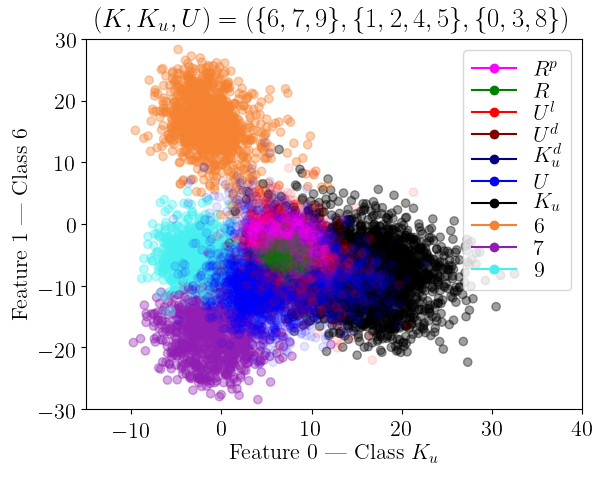 (K, K_u, U) = ({6, 7, 9}, {1, 2, 4, 5}, {0, 3, 8})
30
20
10
0
−10
−20
−30
Feature 1 — Class 6
R^p
R
U^l
U^d
K_u^d
U
K_u
6
7
9
−10 0 10 20 30 40
Feature 0 — Class K_u